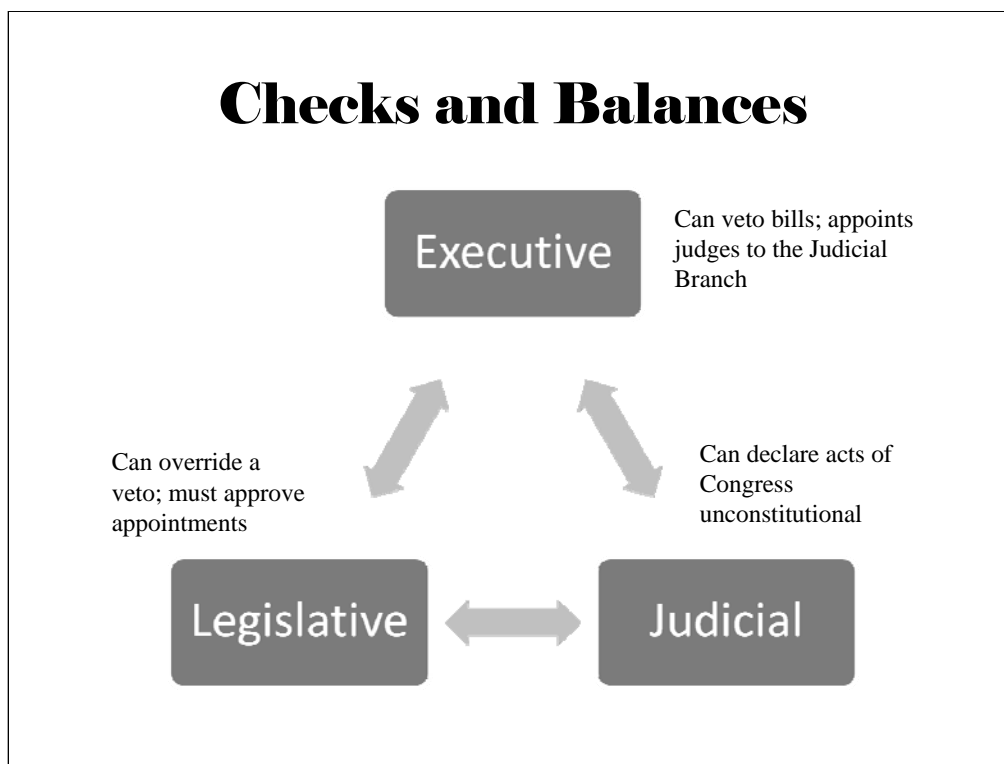 Checks and Balances
Executive
Can veto bills; appoints
judges to the Judicial
Branch
Can override a
veto; must approve
appointments
Can declare acts of
Congress
unconstitutional
Legislative
Judicial